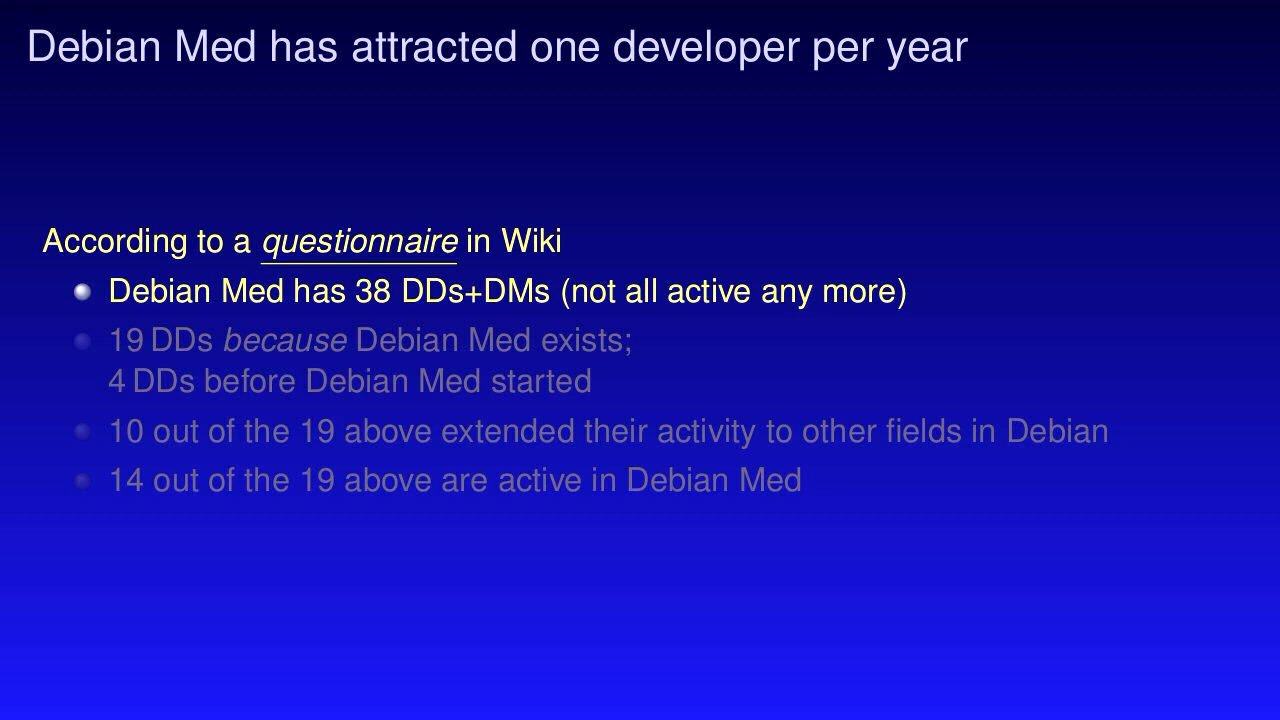 Debian Med has attracted one developer per year
According to a questionnaire in Wiki
Debian Med has 38 DDs+DMs (not all active any more)
19 DDs because Debian Med exists;
4 DDs before Debian Med started
10 out of the 19 above extended their activity to other fields in Debian
14 out of the 19 above are active in Debian Med